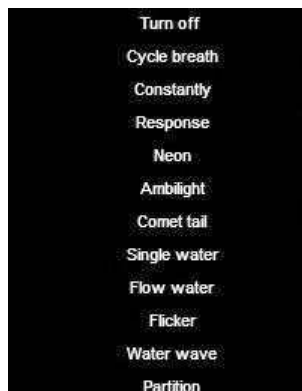 Turn off
Cycle breath
Constantly
Response
Neon
Ambilight
Comet tail
Single water
Flow water
Flicker
Water wave
Partition